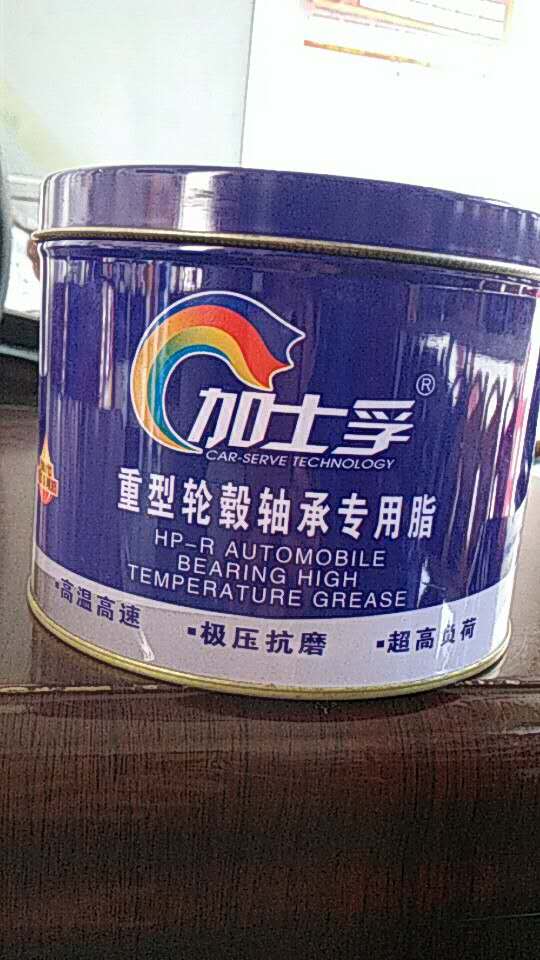 加士孚®
CAR-SERVE TECHNOLOGY
重型轮毂轴承专用脂
HP-R AUTOMOBILE
BEARING HIGH
TEMPERATURE GREASE
▪高温高速 ▪极压抗磨 ▪超高负荷